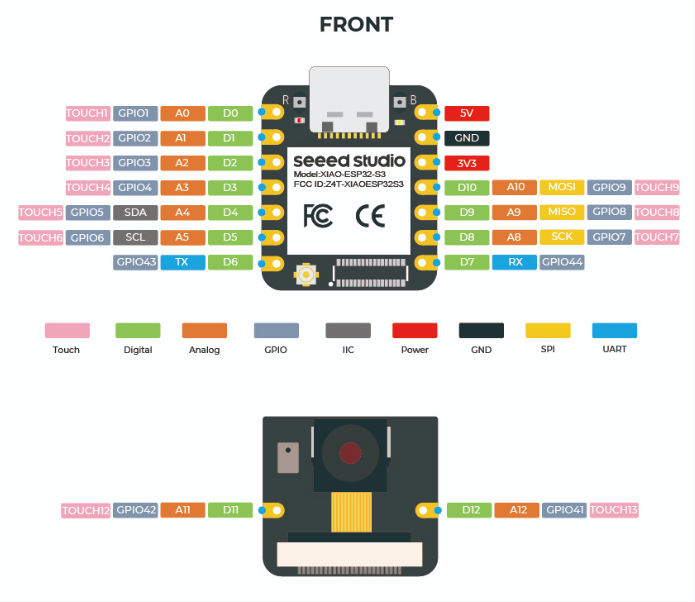 FRONT
R B
TOUCH1 GPIO1 A0 D0 5V
TOUCH2 GPIO2 A1 D1 GND
TOUCH3 GPIO3 A2 D2 seeed studio 3V3
Model:XIAO-ESP32-S3
FCC ID:Z4T-XIAOESP32S3
TOUCH4 GPIO4 A3 D3 D10 A10 MOSI GPIO9 TOUCH9
TOUCH5 GPIO5 SDA A4 D4 FC CE D9 A9 MISO GPIO8 TOUCH8
TOUCH6 GPIO6 SCL A5 D5 D8 A8 SCK GPIO7 TOUCH7
GPIO43 TX D6 D7 RX GPIO44
Touch Digital Analog GPIO IIC Power GND SPI UART
TOUCH12 GPIO42 A11 D11 D12 A12 GPIO41 TOUCH13